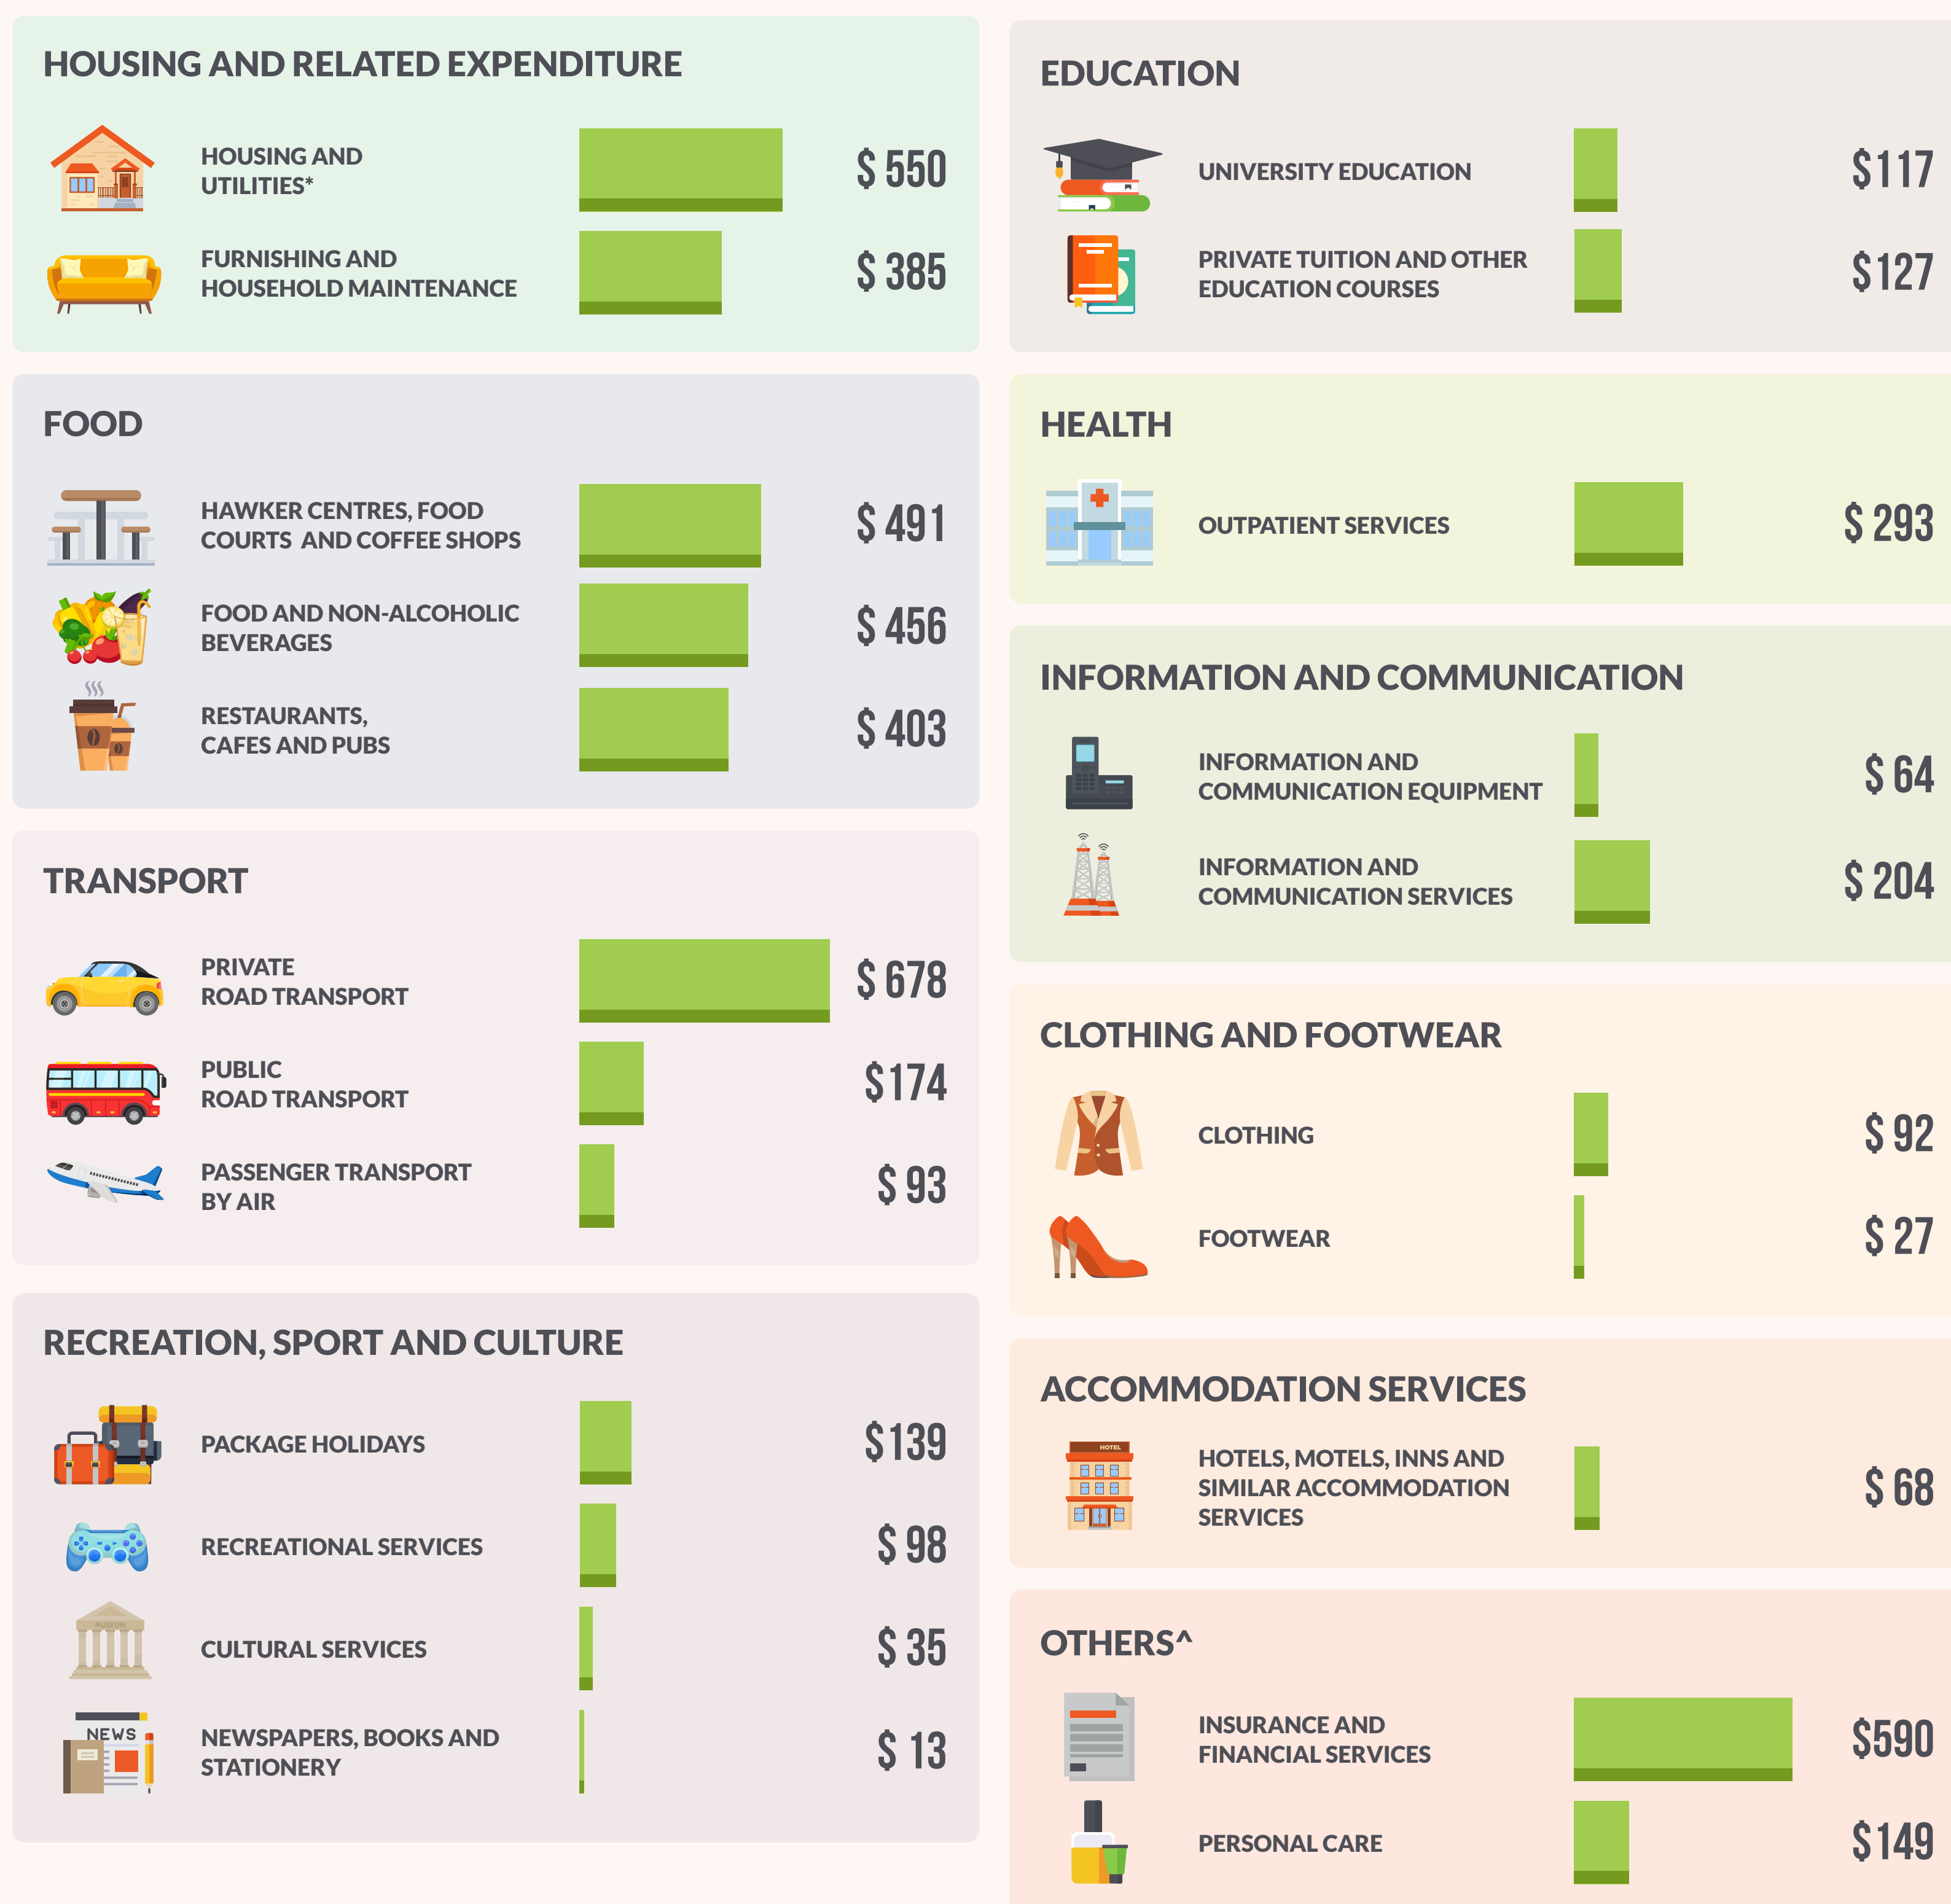 HOUSING AND RELATED EXPENDITURE
HOUSING AND
UTILITIES*
$ 550
FURNISHING AND
HOUSEHOLD MAINTENANCE
$ 385
FOOD
HAWKER CENTRES, FOOD
COURTS AND COFFEE SHOPS
$ 491
FOOD AND NON-ALCOHOLIC
BEVERAGES
$ 456
RESTAURANTS,
CAFES AND PUBS
$ 403
TRANSPORT
PRIVATE
ROAD TRANSPORT
$ 678
PUBLIC
ROAD TRANSPORT
$174
PASSENGER TRANSPORT
BY AIR
$ 93
RECREATION, SPORT AND CULTURE
PACKAGE HOLIDAYS
$139
RECREATIONAL SERVICES
$ 98
MUSEUM
CULTURAL SERVICES
$ 35
NEWS
NEWSPAPERS, BOOKS AND
STATIONERY
$ 13
EDUCATION
UNIVERSITY EDUCATION
$117
PRIVATE TUITION AND OTHER
EDUCATION COURSES
$127
HEALTH
OUTPATIENT SERVICES
$ 293
INFORMATION AND COMMUNICATION
INFORMATION AND
COMMUNICATION EQUIPMENT
$ 64
INFORMATION AND
COMMUNICATION SERVICES
$ 204
CLOTHING AND FOOTWEAR
CLOTHING
$ 92
FOOTWEAR
$ 27
ACCOMMODATION SERVICES
HOTEL
HOTELS, MOTELS, INNS AND
SIMILAR ACCOMMODATION
SERVICES
$ 68
OTHERS^
INSURANCE AND
FINANCIAL SERVICES
$590
PERSONAL CARE
$149